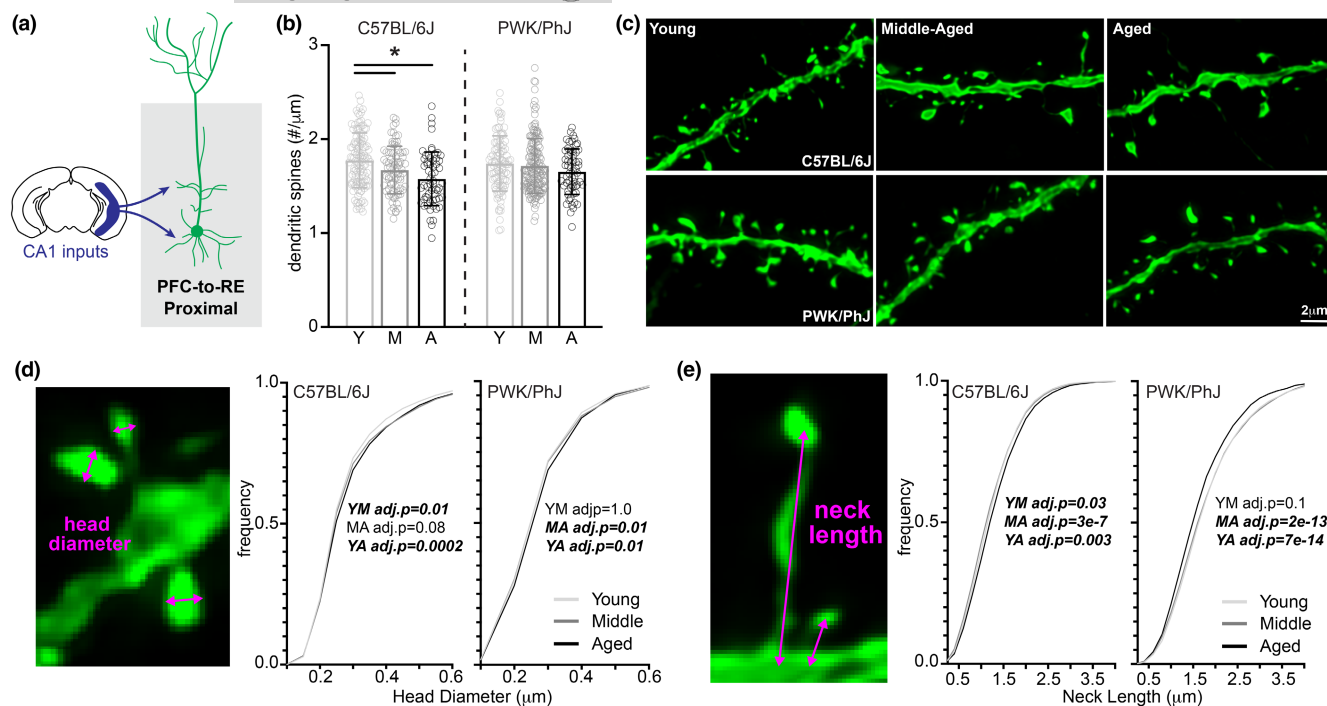 (a)
CA1 inputs
PFC-to-RE
Proximal
(b)
C57BL/6J
PWK/PhJ
*
dendritic spines (#/μm)
3
2
1
0
Y M A Y M A
(c)
Young
Middle-Aged
Aged
C57BL/6J
PWK/PhJ
2μm
(d)
head
diameter
frequency
1.0
0.5
0.0
C57BL/6J
YM adj.p=0.01
MA adj.p=0.08
YA adj.p=0.0002
0.2 0.4 0.6
PWK/PhJ
YM adjp=1.0
MA adj.p=0.01
YA adj.p=0.01
Young
Middle
Aged
0.2 0.4 0.6
Head Diameter (μm)
(e)
neck
length
frequency
1.0
0.5
0.0
C57BL/6J
YM adj.p=0.03
MA adj.p=3e-7
YA adj.p=0.003
0.5 1.5 2.5 3.5
PWK/PhJ
YM adj.p=0.1
MA adj.p=2e-13
YA adj.p=7e-14
Young
Middle
Aged
0.5 1.5 2.5 3.5
Neck Length (μm)